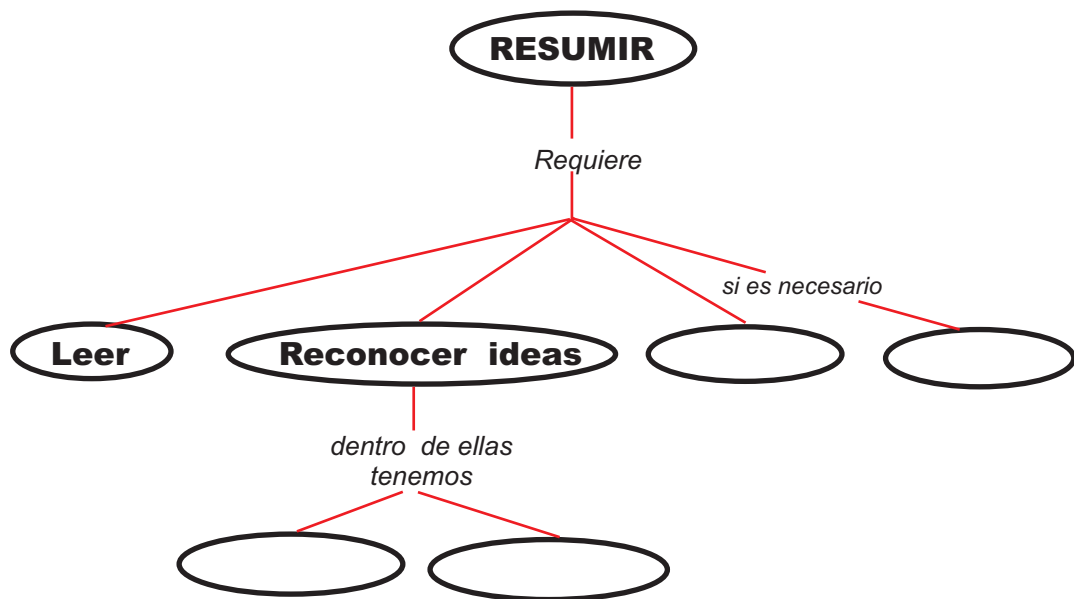 RESUMIR
Requiere
si es necesario
Leer
Reconocer ideas
dentro de ellas
tenemos